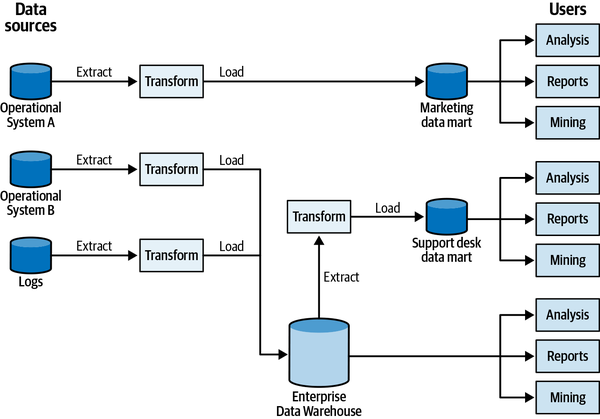 Data
sources
Users
Extract
Transform
Load
Operational
System A
Marketing
data mart
Analysis
Reports
Mining
Extract
Transform
Load
Operational
System B
Extract
Transform
Load
Logs
Transform
Load
Support desk
data mart
Extract
Analysis
Reports
Mining
Enterprise
Data Warehouse
Analysis
Reports
Mining